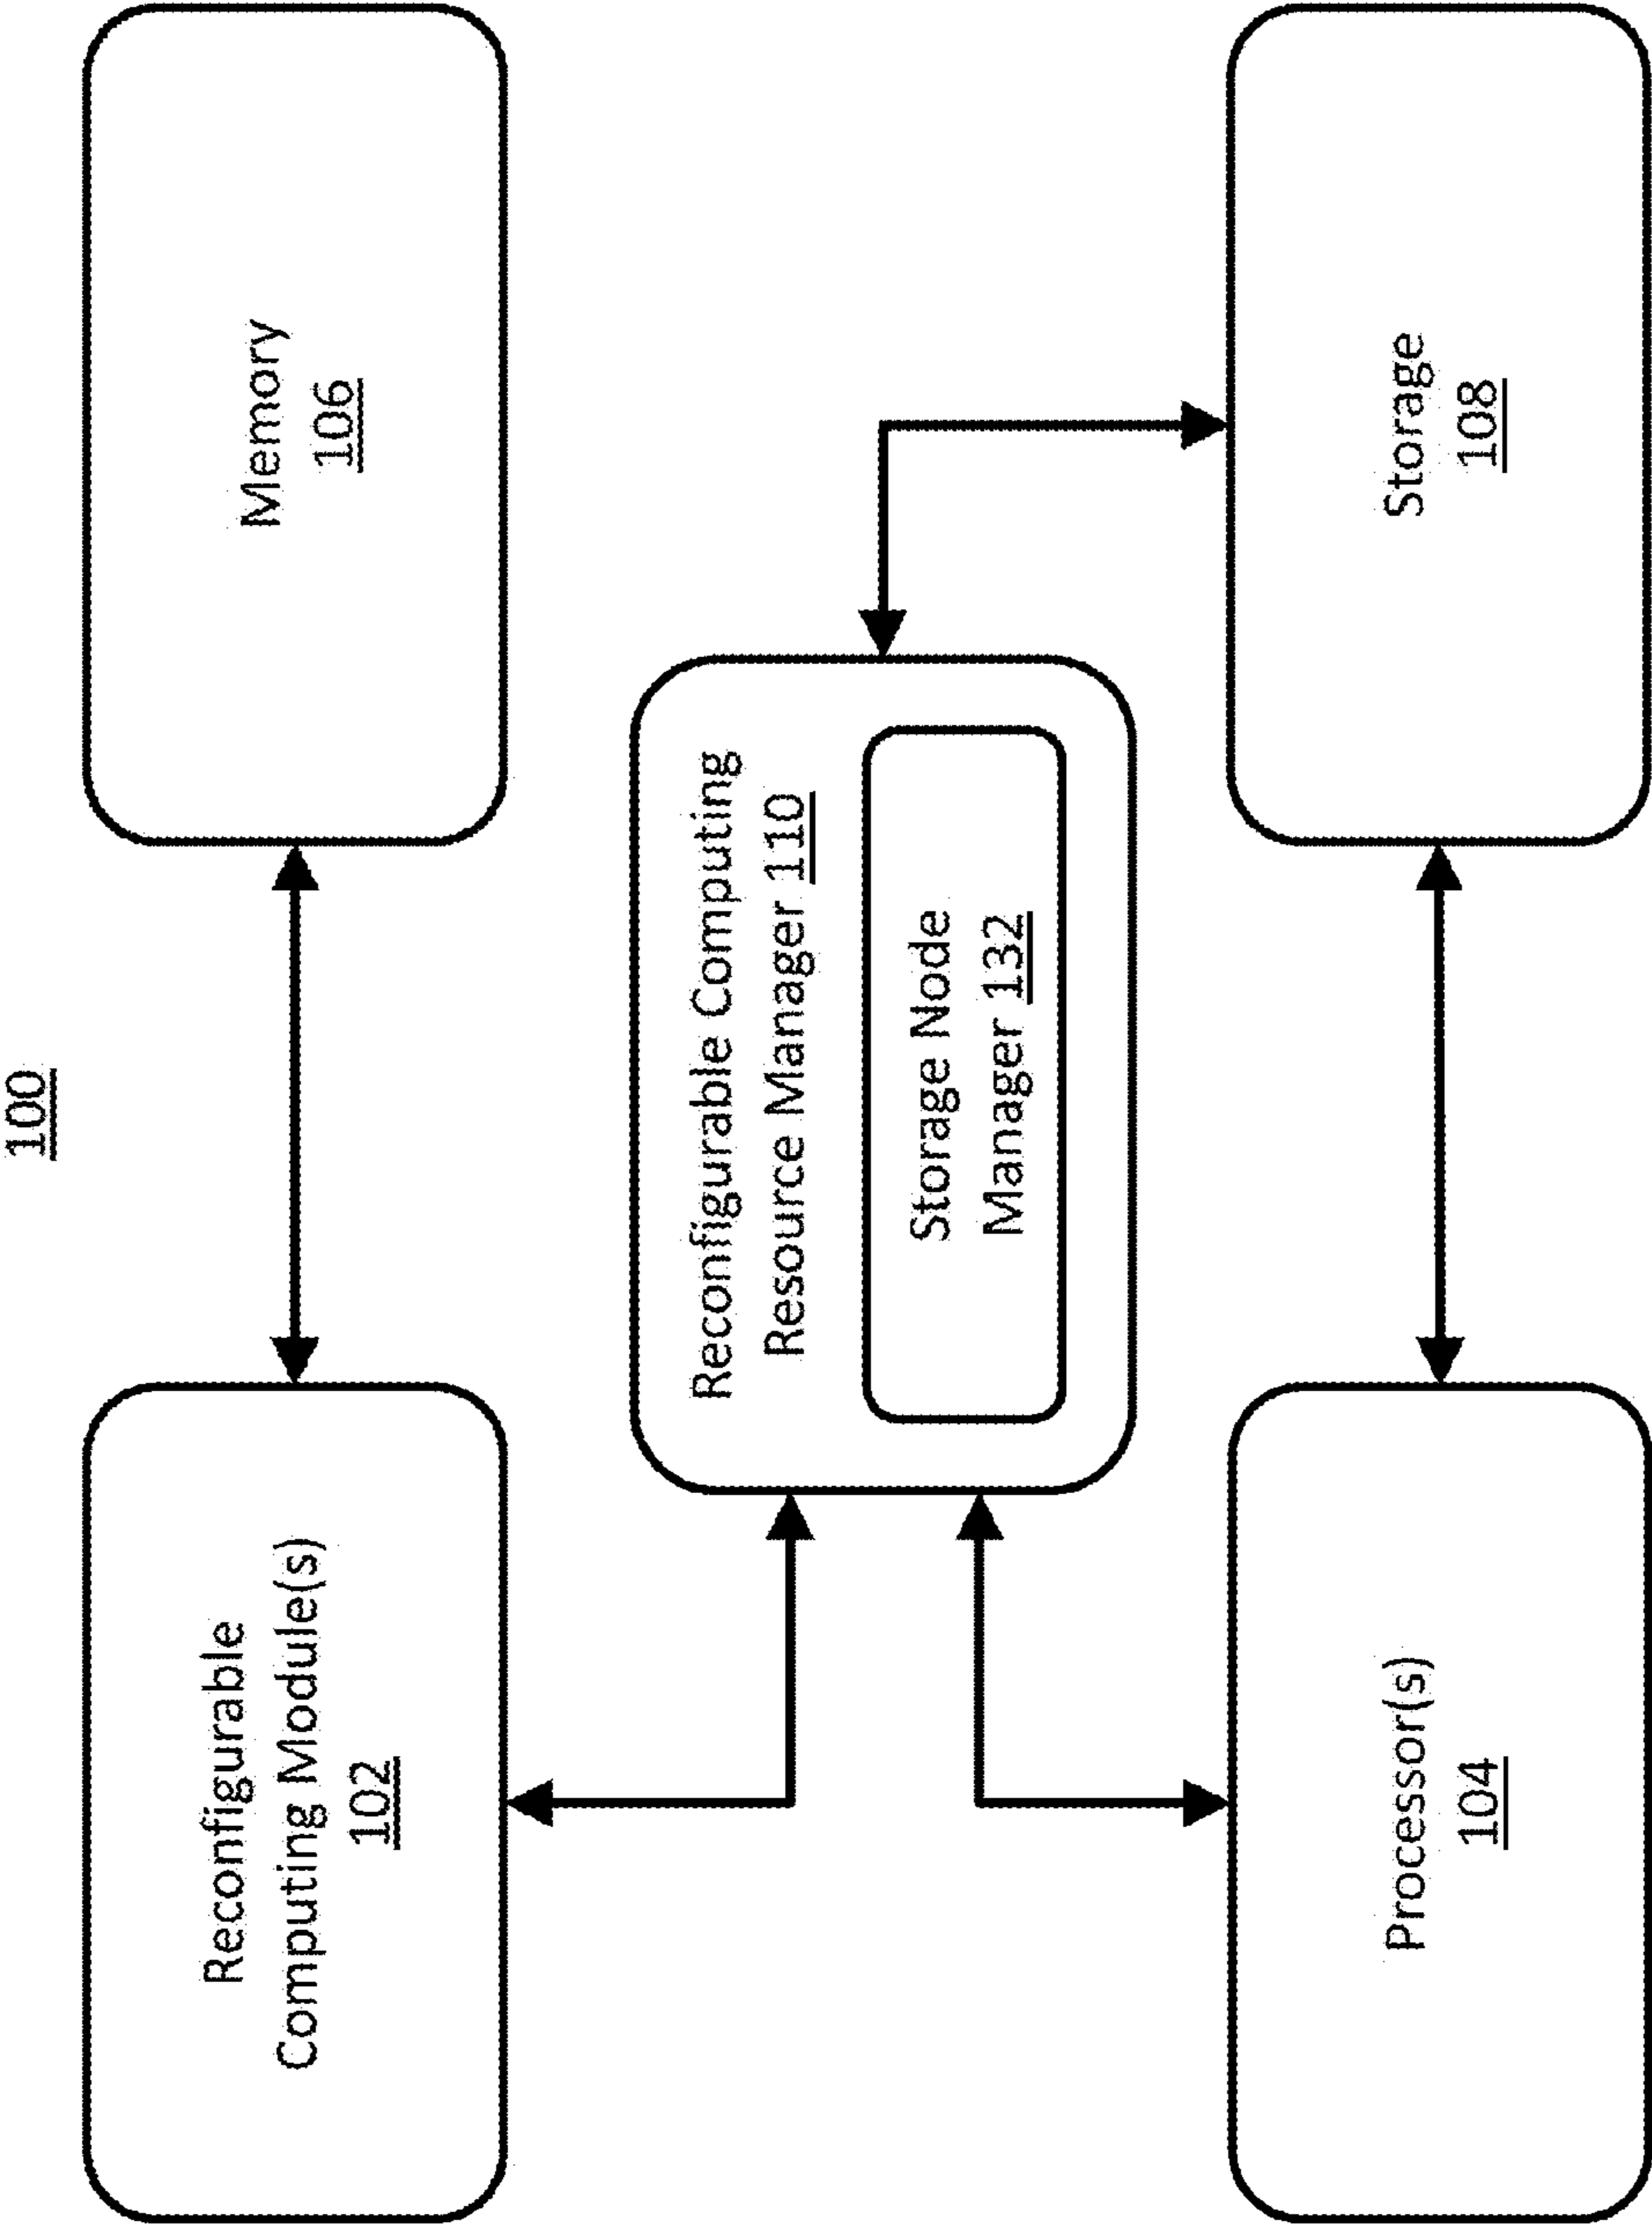 100
Reconfigurable
Computing Module(s)
102
Memory
106
Reconfigurable Computing
Resource Manager 110
Storage Node
Manager 132
Processor(s)
104
Storage
108